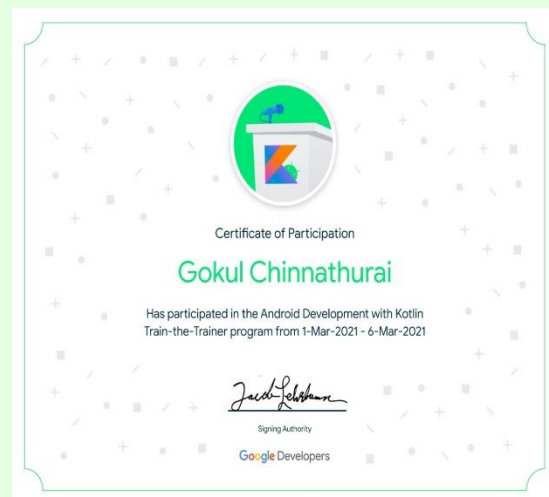 Certificate of Participation
Gokul Chinnathurai
Has participated in the Android Development with Kotlin
Train-the-Trainer program from 1-Mar-2021 - 6-Mar-2021
Signing Authority
Google Developers